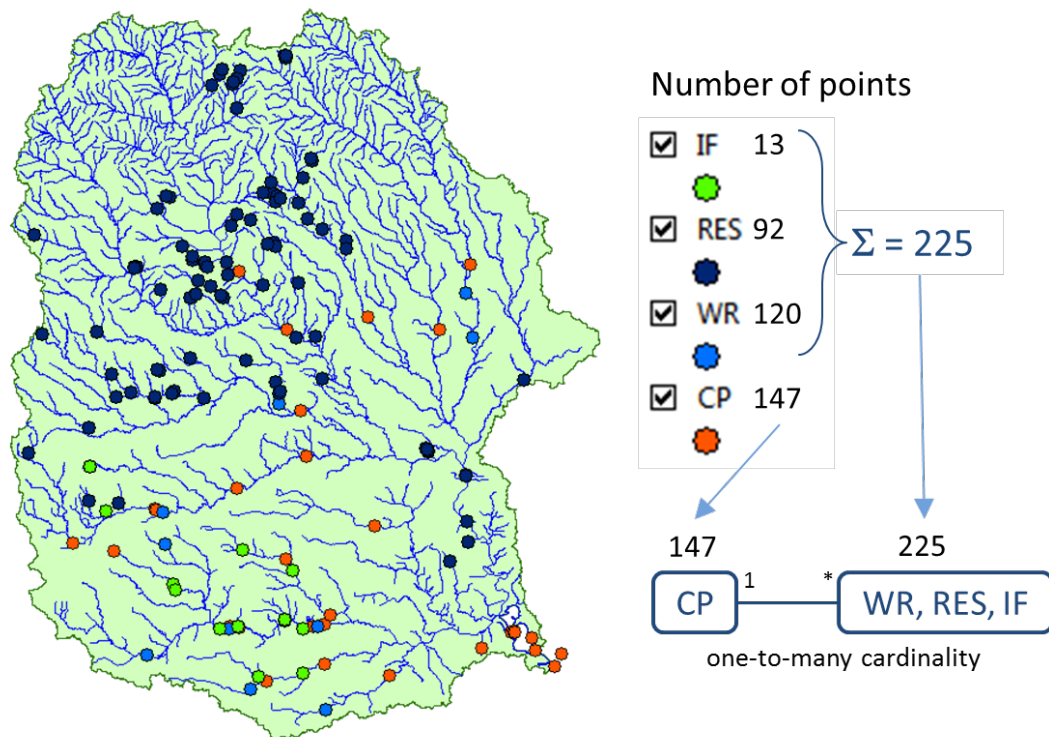 Number of points
IF 13
RES 92
WR 120
CP 147
Σ = 225
147 225
CP 1 * WR, RES, IF
one-to-many cardinality